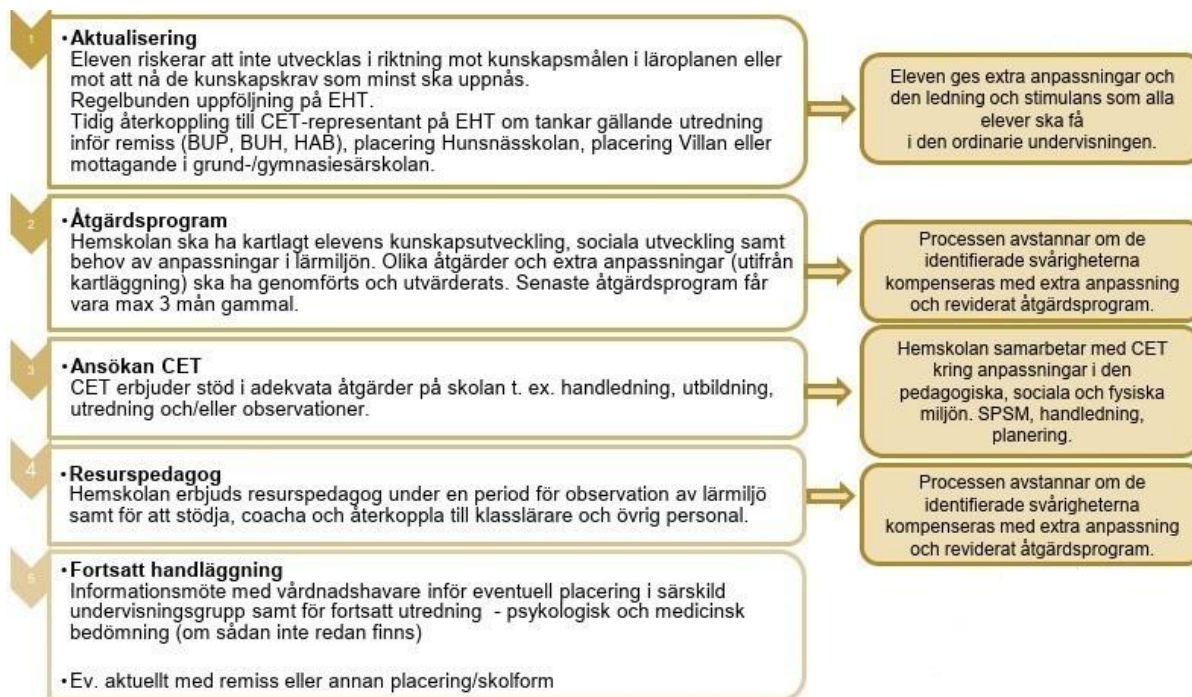 1
• Aktualisering
Eleven riskerar att inte utvecklas i riktning mot kunskapsmålen i läroplanen eller
mot att nå de kunskapskrav som minst ska uppnås.
Regelbunden uppföljning på EHT.
Tidig återkoppling till CET-representant på EHT om tankar gällande utredning
inför remiss (BUP, BUH, HAB), placering Hunsnässkolan, placering Villan eller
mottagande i grund-/gymnasiesärskolan.
Eleven ges extra anpassningar och
den ledning och stimulans som alla
elever ska få
i den ordinarie undervisningen.
2
• Åtgärdsprogram
Hemskolan ska ha kartlagt elevens kunskapsutveckling, sociala utveckling samt
behov av anpassningar i lärmiljön. Olika åtgärder och extra anpassningar (utifrån
kartläggning) ska ha genomförts och utvärderats. Senaste åtgärdsprogram får
vara max 3 mån gammal.
Processen avstannar om de
identifierade svårigheterna
kompenseras med extra anpassning
och reviderat åtgärdsprogram.
3
• Ansökan CET
CET erbjuder stöd i adekvata åtgärder på skolan t. ex. handledning, utbildning,
utredning och/eller observationer.
Hemskolan samarbetar med CET
kring anpassningar i den
pedagogiska, sociala och fysiska
miljön. SPSM, handledning,
planering.
4
• Resurspedagog
Hemskolan erbjuds resurspedagog under en period för observation av lärmiljö
samt för att stödja, coacha och återkoppla till klasslärare och övrig personal.
Processen avstannar om de
identifierade svårigheterna
kompenseras med extra anpassning
och reviderat åtgärdsprogram.
5
• Fortsatt handläggning
Informationsmöte med vårdnadshavare inför eventuell placering i särskild
undervisningsgrupp samt för fortsatt utredning - psykologisk och medicinsk
bedömning (om sådan inte redan finns)
• Ev. aktuellt med remiss eller annan placering/skolform